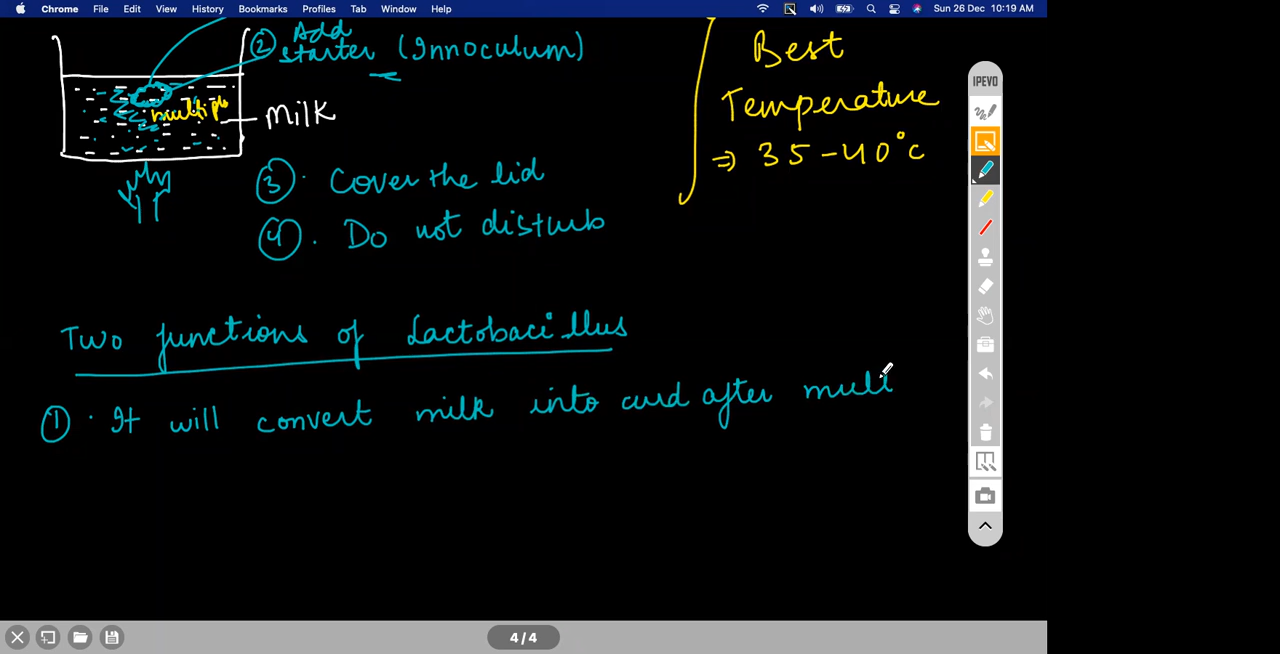 Chrome File Edit View History Bookmarks Profiles Tab Window Help Sun 26 Dec 10:19 AM
② Add
starter (Innoculum)
multiply
Milk
③. Cover the lid
④. Do not disturb
Best
Temperature
⇒ 35-40°c
IPEVO
Two functions of Lactobacillus
①. It will convert milk into curd after mult
4/4